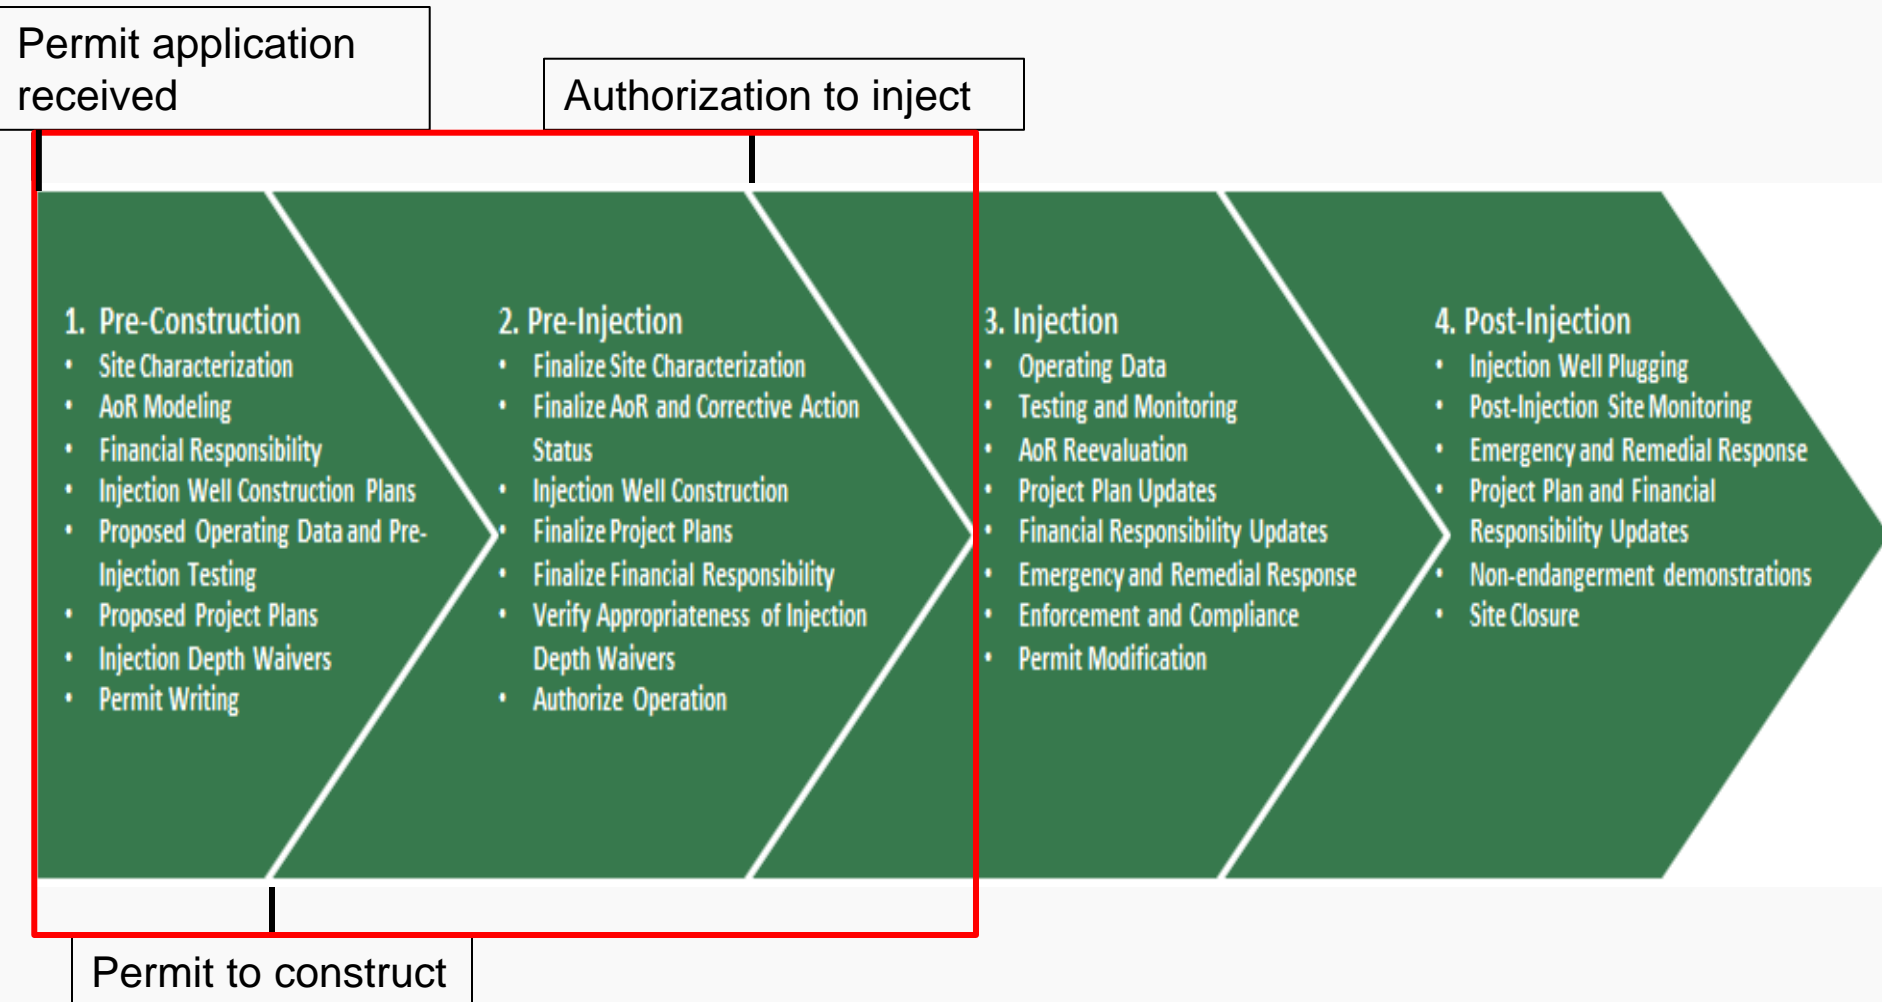 Permit application
received
Authorization to inject
1. Pre-Construction
• Site Characterization
• AoR Modeling
• Financial Responsibility
• Injection Well Construction Plans
• Proposed Operating Data and Pre-
Injection Testing
• Proposed Project Plans
• Injection Depth Waivers
• Permit Writing
2. Pre-Injection
• Finalize Site Characterization
• Finalize AoR and Corrective Action
Status
• Injection Well Construction
• Finalize Project Plans
• Finalize Financial Responsibility
• Verify Appropriateness of Injection
Depth Waivers
• Authorize Operation
3. Injection
• Operating Data
• Testing and Monitoring
• AoR Reevaluation
• Project Plan Updates
• Financial Responsibility Updates
• Emergency and Remedial Response
• Enforcement and Compliance
• Permit Modification
4. Post-Injection
• Injection Well Plugging
• Post-Injection Site Monitoring
• Emergency and Remedial Response
• Project Plan and Financial
Responsibility Updates
• Non-endangerment demonstrations
• Site Closure
Permit to construct